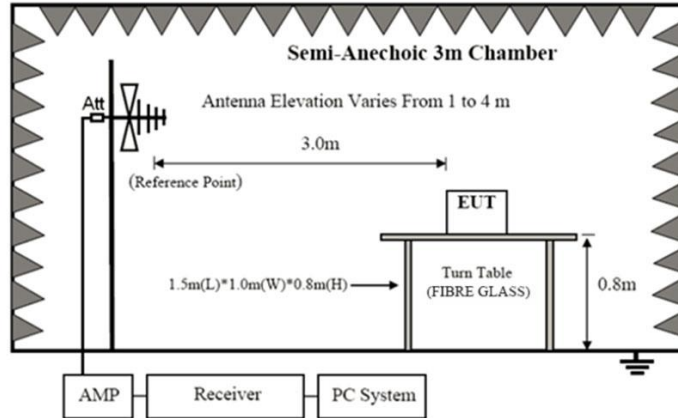 Semi-Anechoic 3m Chamber
Att
Antenna Elevation Varies From 1 to 4 m
3.0m
(Reference Point)
EUT
1.5m(L)*1.0m(W)*0.8m(H)
Turn Table
(FIBRE GLASS)
0.8m
AMP
Receiver
PC System